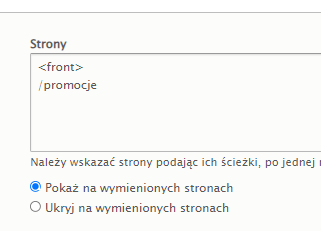 Strony
<front>
/promocje
Należy wskazać strony podając ich ścieżki, po jednej
Pokaż na wymienionych stronach
Ukryj na wymienionych stronach